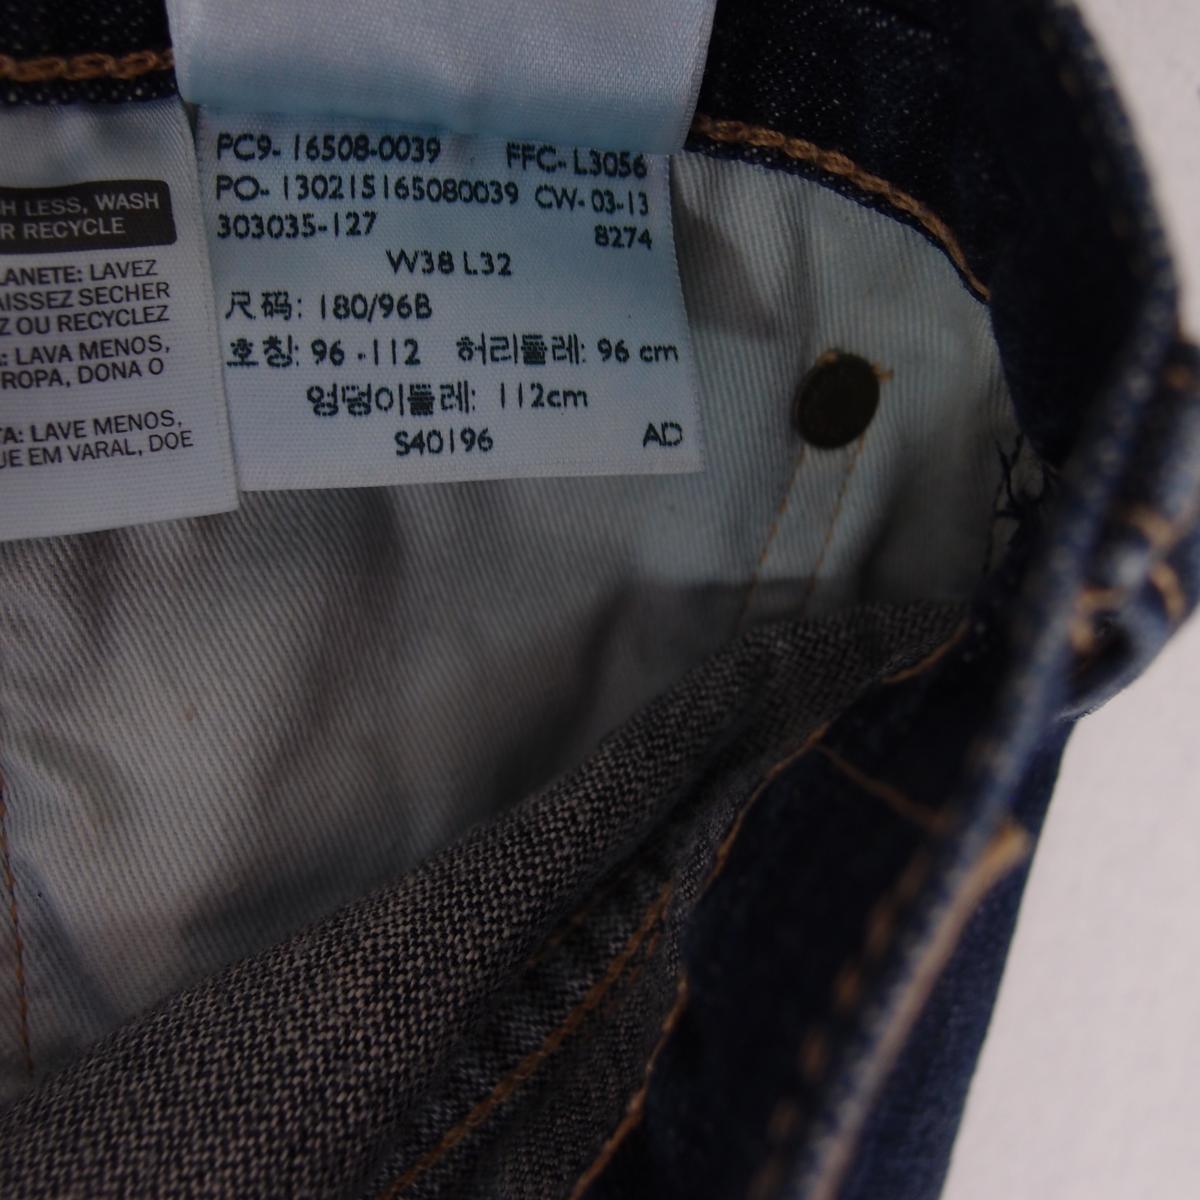 H LESS, WASH
R RECYCLE
LANETE: LAVEZ
AISSEZ SECHER
Z OU RECYCLEZ
: LAVA MENOS,
ROPA, DONA O
TA: LAVE MENOS,
UE EM VARAL, DOE
PC9-16508-0039 FFC-L3056
PO-130215165080039 CW-03-13
303035-127 8274
W38 L32
尺码: 180/96B
호칭: 96-112 허리둘레: 96 cm
엉덩이둘레: 112cm
S40196 AD